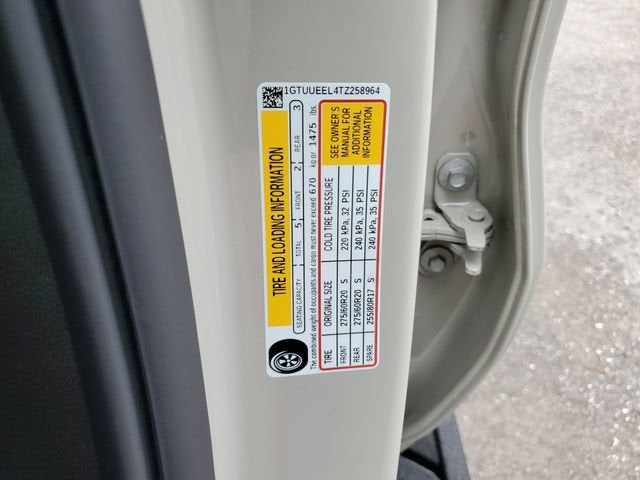 1GTUUEEL4TZ258964
TIRE AND LOADING INFORMATION
SEATING CAPACITY | TOTAL 5 | FRONT 2 | REAR 3
The combined weight of occupants and cargo must never exceed 670 kg or 1475 lbs.
TIRE ORIGINAL SIZE COLD TIRE PRESSURE
FRONT 275/60R20 S 220 kPa, 32 PSI
REAR 275/60R20 S 240 kPa, 35 PSI
SPARE 255/80R17 S 240 kPa, 35 PSI
SEE OWNER'S
MANUAL FOR
ADDITIONAL
INFORMATION